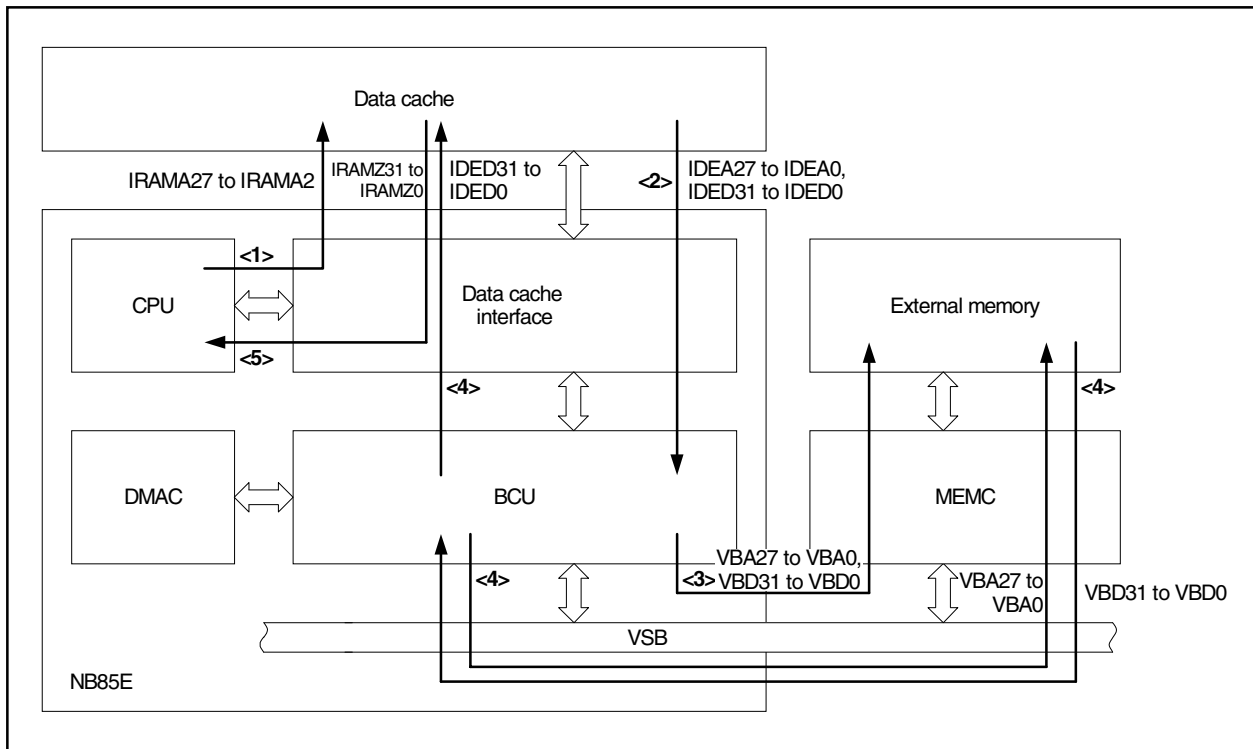 Data cache
IRAMA27 to IRAMA2
IRAMZ31 to
IRAMZ0
IDED31 to
IDED0
<2>
IDEA27 to IDEA0,
IDED31 to IDED0
<1>
CPU
<5>
Data cache
interface
<4>
External memory
<4>
DMAC
BCU
MEMC
<4>
<3>
VBA27 to VBA0,
VBD31 to VBD0
VBA27 to
VBA0
VBD31 to VBD0
VSB
NB85E